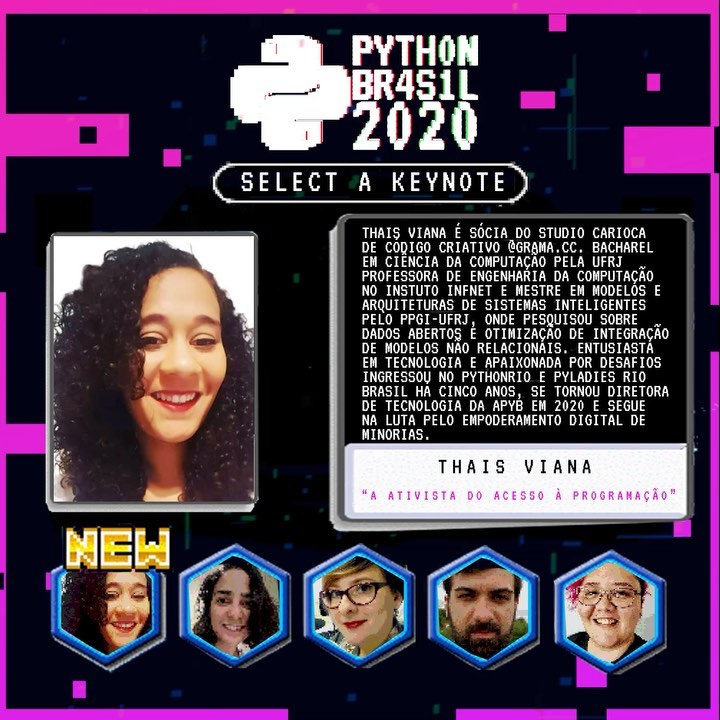 PYTHON
BR4S1L
2020
SELECT A KEYNOTE
THAIS VIANA É SÓCIA DO STUDIO CARIOCA
DE CÓDIGO CRIATIVO @GRAMA.CC. BACHAREL
EM CIÊNCIA DA COMPUTAÇÃO PELA UFRJ
PROFESSORA DE ENGENHARIA DA COMPUTAÇÃO
NO INSTUTO INFNET E MESTRE EM MODELOS E
ARQUITETURAS DE SISTEMAS INTELIGENTES
PELO PPGI-UFRJ, ONDE PESQUISOU SOBRE
DADOS ABERTOS E OTIMIZAÇÃO DE INTEGRAÇÃO
DE MODELOS NÃO RELACIONAIS. ENTUSIASTA
EM TECNOLOGIA E APAIXONADA POR DESAFIOS
INGRESSOU NO PYTHONRIO E PYLADIES RIO
BRASIL HA CINCO ANOS, SE TORNOU DIRETORA
DE TECNOLOGIA DA APYB EM 2020 E SEGUE
NA LUTA PELO EMPODERAMENTO DIGITAL DE
MINORIAS.
THAIS VIANA
"A ATIVISTA DO ACESSO À PROGRAMAÇÃO"
NEW